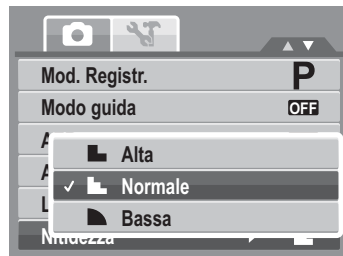 Mod. Registr. P
Modo guida OFF
Alta
Normale
Bassa
Nitidezza